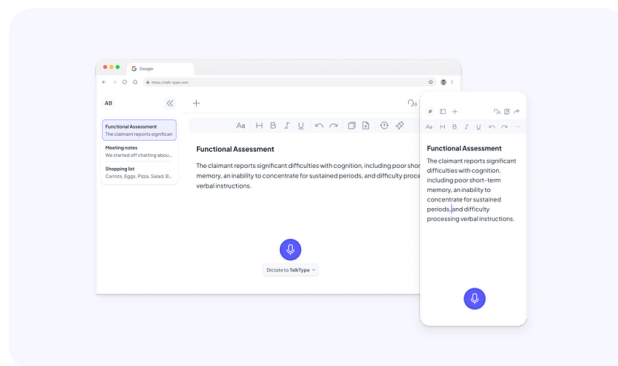 Google
https://talk-type.com
AB
Aa H B I U
Functional Assessment
The claimant reports significan
Meeting notes
We started off chatting abou...
Shopping list
Carrots, Eggs, Pizza, Salad, B...
Functional Assessment
The claimant reports significant difficulties with cognition, including poor shor
memory, an inability to concentrate for sustained periods, and difficulty proce
verbal instructions.
Dictate to TalkType
Aa H B I U
Functional Assessment
The claimant reports significant
difficulties with cognition,
including poor short-term
memory, an inability to
concentrate for sustained
periods, and difficulty
processing verbal instructions.